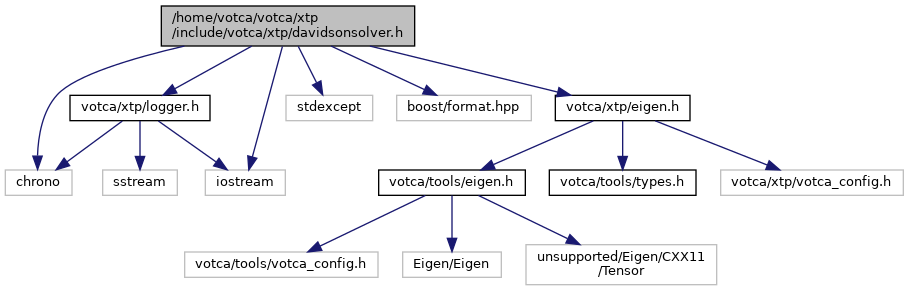 /home/votca/votca/xtp
/include/votca/xtp/davidsonsolver.h
votca/xtp/logger.h
stdexcept
boost/format.hpp
votca/xtp/eigen.h
chrono
sstream
iostream
votca/tools/eigen.h
votca/tools/types.h
votca/xtp/votca_config.h
votca/tools/votca_config.h
Eigen/Eigen
unsupported/Eigen/CXX11
/Tensor